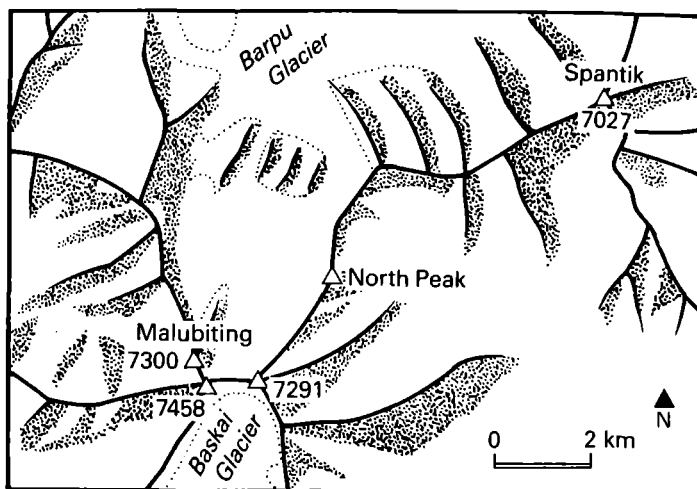 Barpu
Glacier
Spantik
7027
North Peak
Malubiting
7300
7458
7291
Baskai
Glacier
N
0 2 km